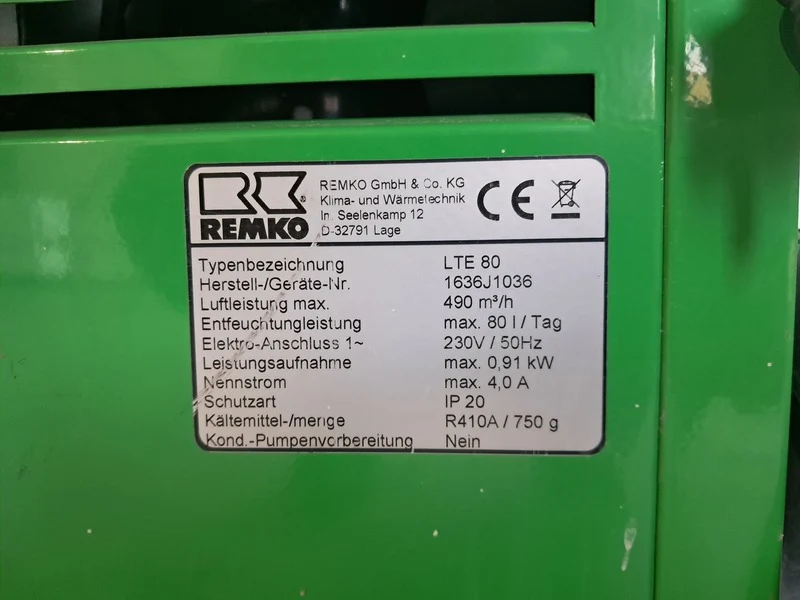 REMKO
REMKO GmbH & Co. KG
Klima- und Wärmetechnik
Im Seelenkamp 12
D-32791 Lage
CE
Typenbezeichnung LTE 80
Herstell-/Geräte-Nr. 1636J1036
Luftleistung max. 490 m³/h
Entfeuchtungleistung max. 80 l / Tag
Elektro-Anschluss 1~ 230V / 50Hz
Leistungsaufnahme max. 0,91 kW
Nennstrom max. 4,0 A
Schutzart IP 20
Kältemittel-/menge R410A / 750 g
Kond.-Pumpenvorbereitung Nein